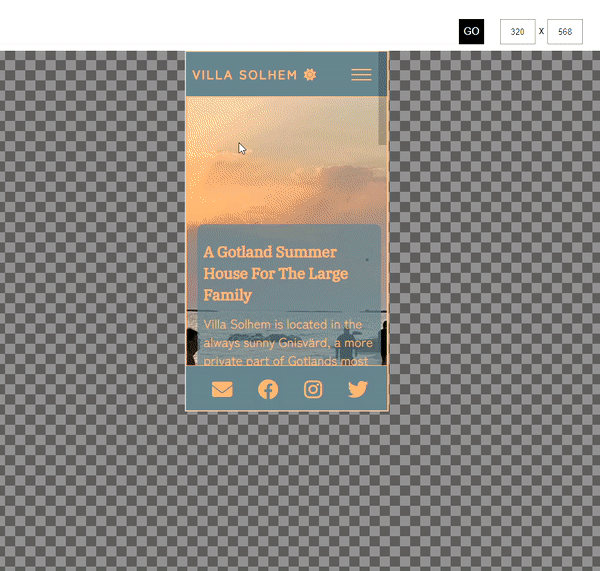 GO 320 X 568
VILLA SOLHEM
A Gotland Summer
House For The Large
Family
Villa Solhem is located in the
always sunny Gnisvärd, a more
private part of Gotlands most